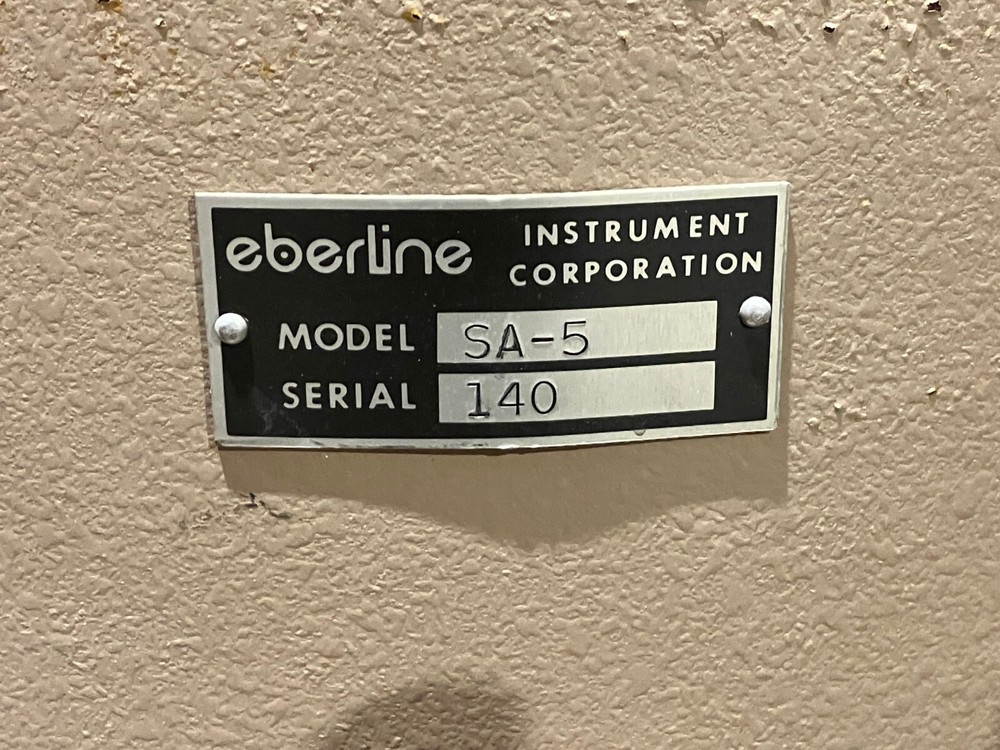 eberline INSTRUMENT
CORPORATION
MODEL SA-5
SERIAL 140